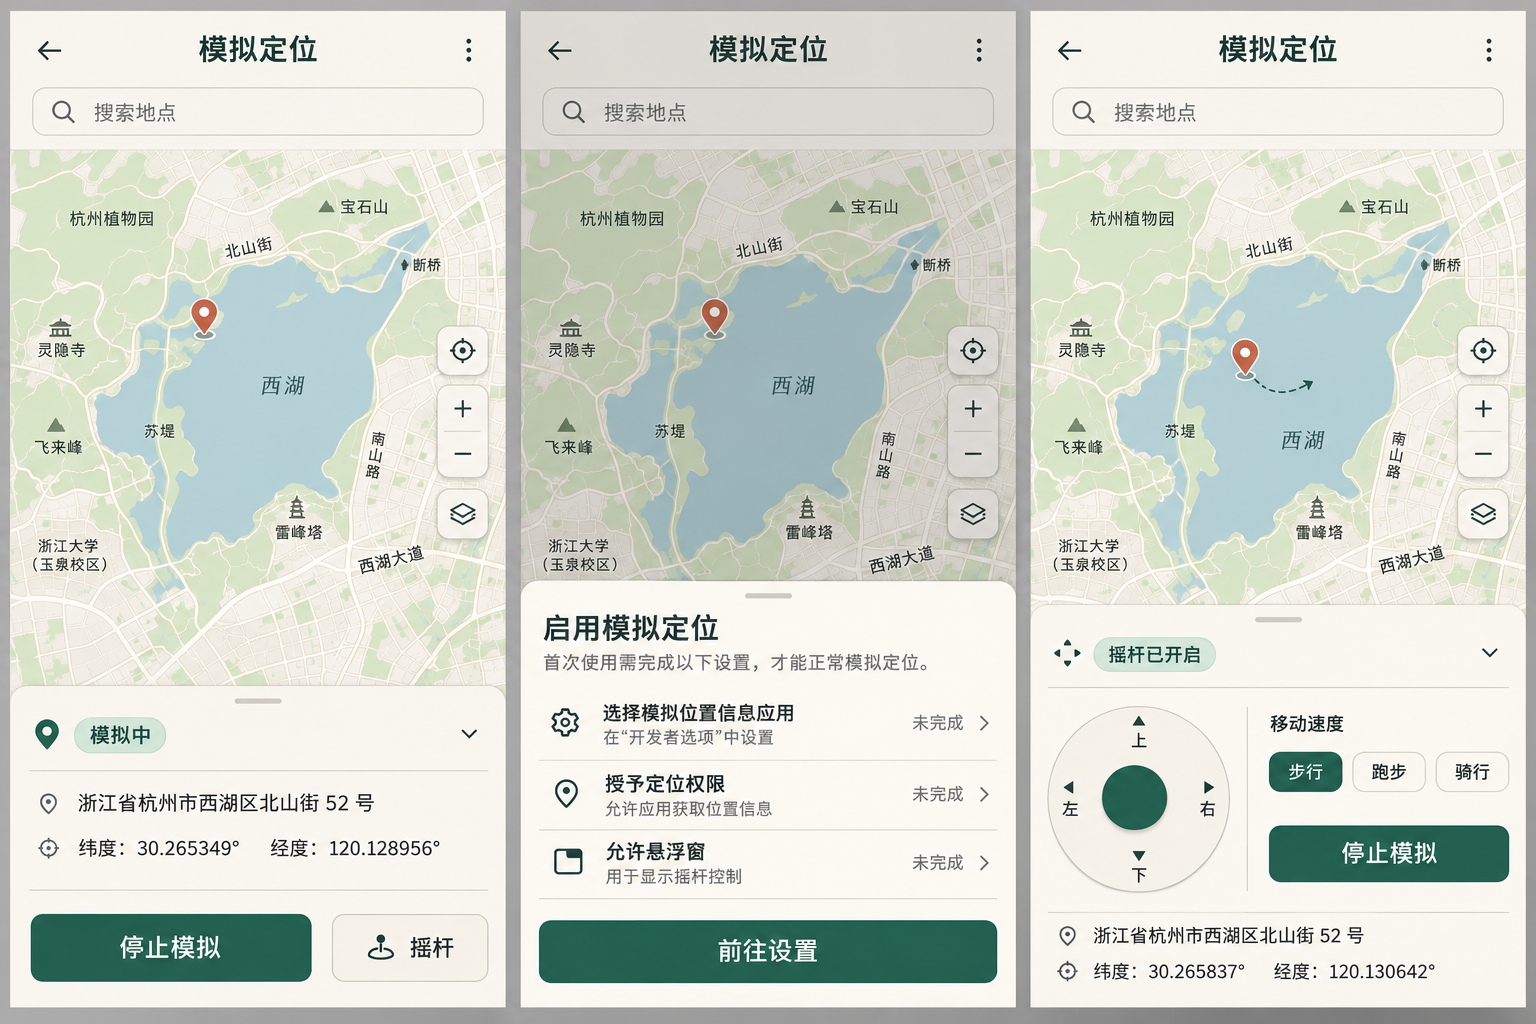 模拟定位
搜索地点
杭州植物园
宝石山
北山街
断桥
灵隐寺
西湖
苏堤
飞来峰
南山路
雷峰塔
浙江大学
（玉泉校区）
西湖大道
模拟中
浙江省杭州市西湖区北山街 52 号
纬度：30.265349° 经度：120.128956°
停止模拟
摇杆
模拟定位
搜索地点
杭州植物园
宝石山
北山街
断桥
灵隐寺
西湖
苏堤
飞来峰
南山路
雷峰塔
浙江大学
（玉泉校区）
西湖大道
启用模拟定位
首次使用需完成以下设置，才能正常模拟定位。
选择模拟位置信息应用
在“开发者选项”中设置
未完成
授予定位权限
允许应用获取位置信息
未完成
允许悬浮窗
用于显示摇杆控制
未完成
前往设置
模拟定位
搜索地点
杭州植物园
宝石山
北山街
断桥
灵隐寺
西湖
苏堤
飞来峰
南山路
雷峰塔
浙江大学
（玉泉校区）
西湖大道
摇杆已开启
上
左
右
下
移动速度
步行
跑步
骑行
停止模拟
浙江省杭州市西湖区北山街 52 号
纬度：30.265837° 经度：120.130642°